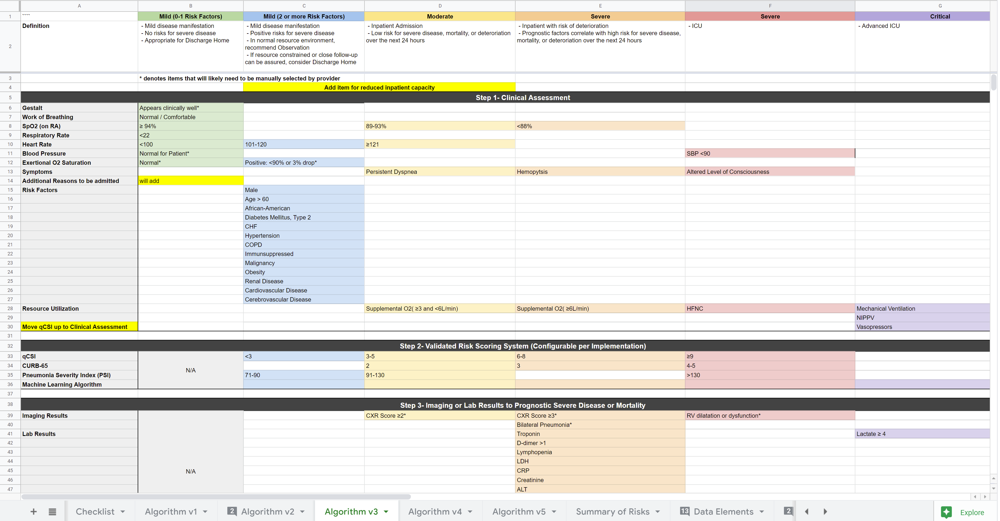 A B C D E F G
1 ```` Mild (0-1 Risk Factors) Mild (2 or more Risk Factors) Moderate Severe Severe Critical
2 Definition
- Mild disease manifestation
- No risks for severe disease
- Appropriate for Discharge Home
- Mild disease manifestation
- Positive risks for severe disease
- In normal resource environment,
recommend Observation
- If resource constrained or close follow-up
can be assured, consider Discharge Home
- Inpatient Admission
- Low risk for severe disease, mortality, or deteroriation
over the next 24 hours
- Inpatient with risk of deterioration
- Prognostic factors correlate with high risk for severe disease,
mortality, or deteroriation over the next 24 hours
- ICU
- Advanced ICU
3 * denotes items that will likely need to be manually selected by provider
4 Add item for reduced inpatient capacity
5 Step 1- Clinical Assessment
6 Gestalt Appears clinically well*
7 Work of Breathing Normal / Comfortable
8 SpO2 (on RA) ≥ 94% 89-93% <88%
9 Respiratory Rate <22
10 Heart Rate <100 101-120 ≥121
11 Blood Pressure Normal for Patient* SBP <90
12 Exertional O2 Saturation Normal* Positive: <90% or 3% drop*
13 Symptoms Persistent Dyspnea Hemopytsis Altered Level of Consciousness
14 Additional Reasons to be admitted will add
15 Risk Factors Male
16 Age > 60
17 African-American
18 Diabetes Mellitus, Type 2
19 CHF
20 Hypertension
21 COPD
22 Immunsuppressed
23 Malignancy
24 Obesity
25 Renal Disease
26 Cardiovascular Disease
27 Cerebrovascular Disease
28 Resource Utilization Supplemental O2( ≥3 and <6L/min) Supplemental O2( ≥6L/min) HFNC Mechanical Ventilation
29 NIPPV
30 Move qCSI up to Clinical Assessment Vasopressors
31
32 Step 2- Validated Risk Scoring System (Configurable per Implementation)
33 qCSI <3 3-5 6-8 ≥9
34 CURB-65 N/A 2 3 4-5
35 Pneumonia Severity Index (PSI) 71-90 91-130 >130
36 Machine Learning Algorithm
37
38 Step 3- Imaging or Lab Results to Prognostic Severe Disease or Mortality
39 Imaging Results CXR Score ≥2* CXR Score ≥3* RV dilatation or dysfunction*
40 Bilateral Pneumonia*
41 Lab Results Troponin Lactate ≥ 4
42 D-dimer >1
43 Lymphopenia
44 LDH
45 N/A CRP
46 Creatinine
47 ALT
Checklist Algorithm v1 2 Algorithm v2 Algorithm v3 Algorithm v4 Algorithm v5 Summary of Risks 13 Data Elements 2 Explore